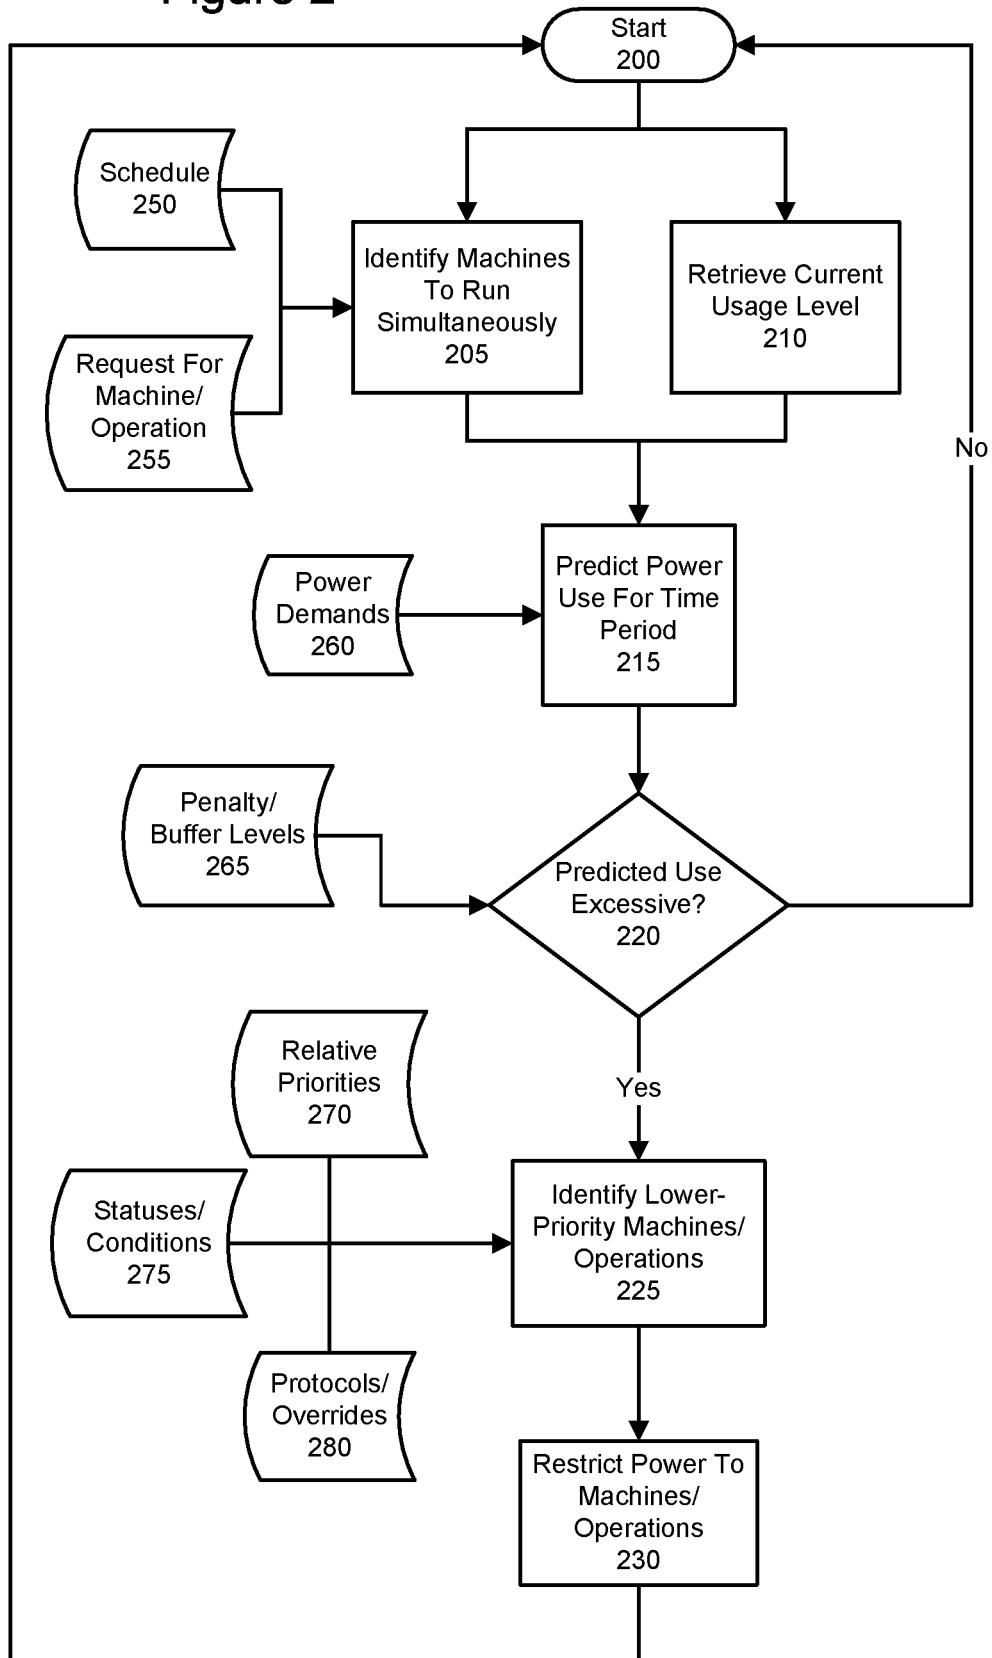 Figure 2
Start
200
Schedule
250
Identify Machines
To Run
Simultaneously
205
Retrieve Current
Usage Level
210
Request For
Machine/
Operation
255
No
Power
Demands
260
Predict Power
Use For Time
Period
215
Penalty/
Buffer Levels
265
Predicted Use
Excessive?
220
Relative
Priorities
270
Yes
Statuses/
Conditions
275
Identify Lower-
Priority Machines/
Operations
225
Protocols/
Overrides
280
Restrict Power To
Machines/
Operations
230